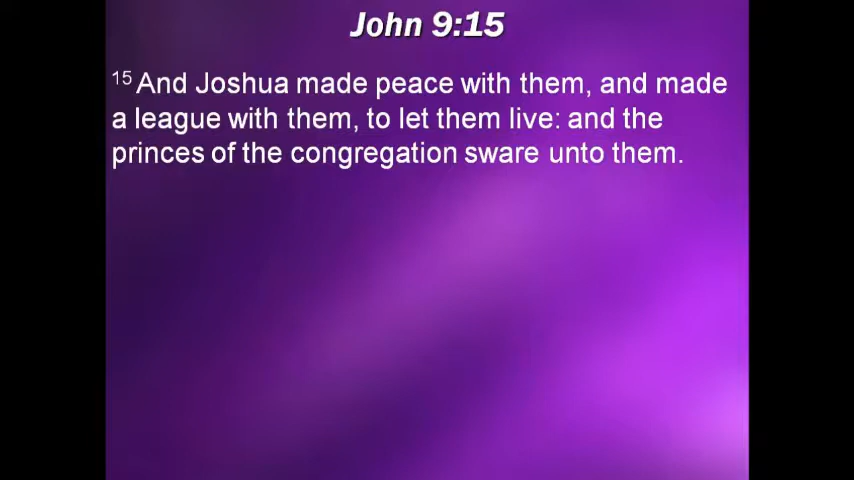 John 9:15
15 And Joshua made peace with them, and made
a league with them, to let them live: and the
princes of the congregation sware unto them.